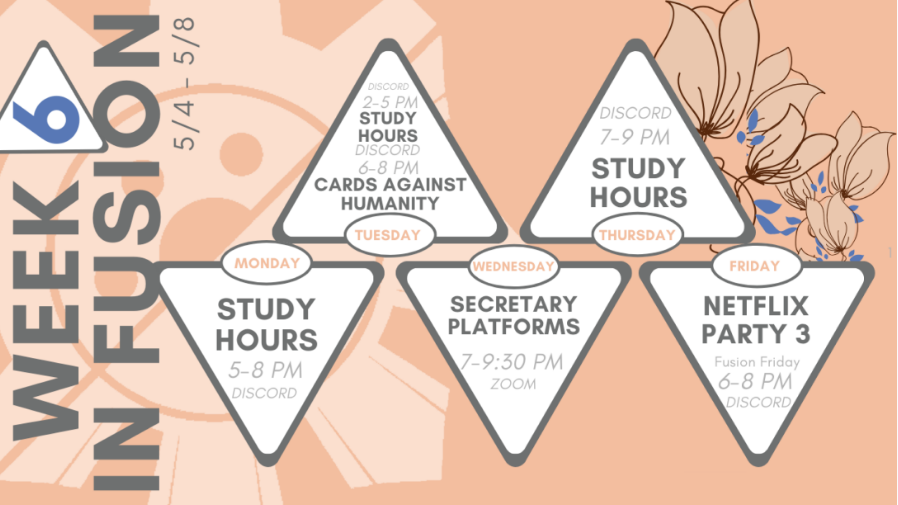 WEEK 6
IN FUSION
5/4 - 5/8
MONDAY
STUDY
HOURS
5-8 PM
DISCORD
DISCORD
2-5 PM
STUDY
HOURS
DISCORD
6-8 PM
CARDS AGAINST
HUMANITY
TUESDAY
WEDNESDAY
SECRETARY
PLATFORMS
7-9:30 PM
ZOOM
DISCORD
7-9 PM
STUDY
HOURS
THURSDAY
FRIDAY
NETFLIX
PARTY 3
Fusion Friday
6-8 PM
DISCORD
1